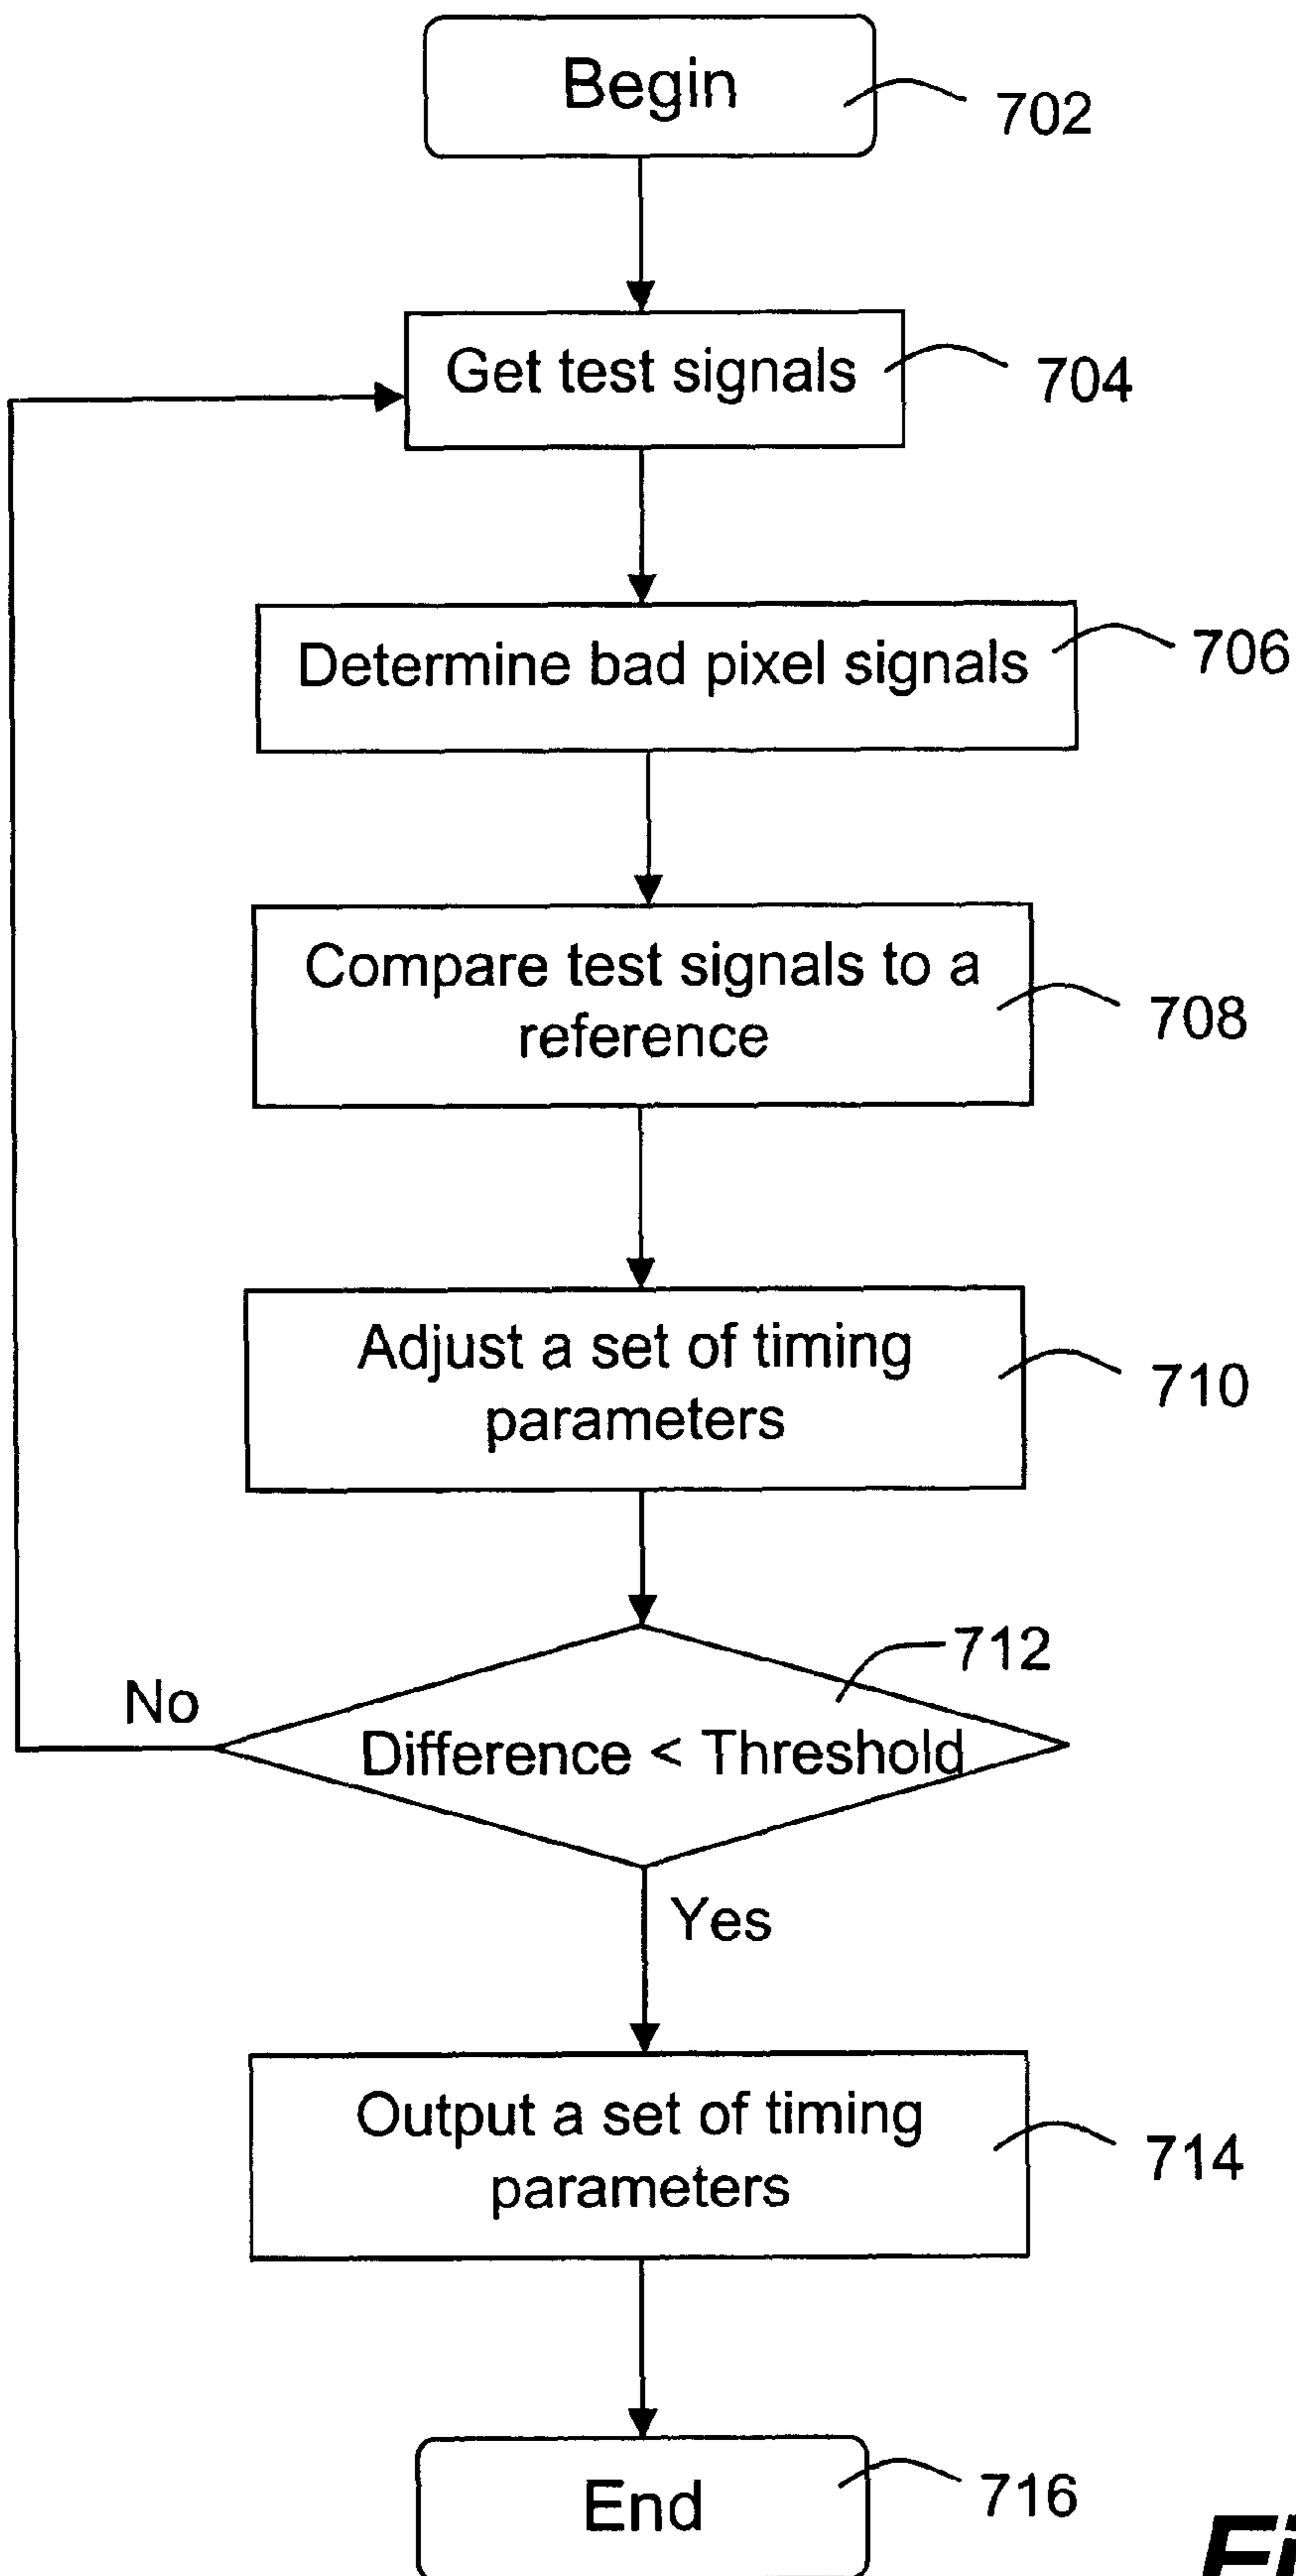 Begin
702
Get test signals
704
Determine bad pixel signals
706
Compare test signals to a
reference
708
Adjust a set of timing
parameters
710
712
No
Difference < Threshold
Yes
Output a set of timing
parameters
714
End
716